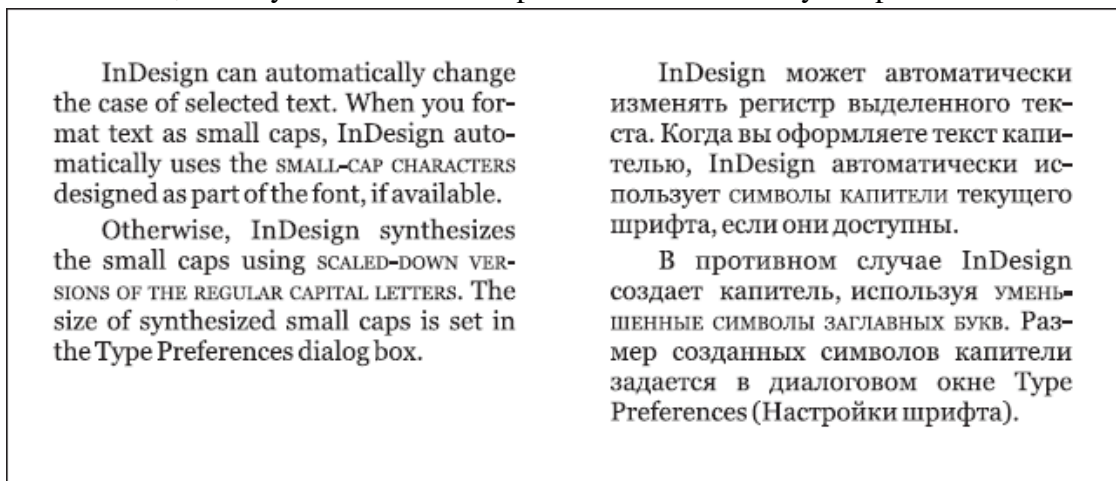 InDesign can automatically change
the case of selected text. When you for-
mat text as small caps, InDesign auto-
matically uses the SMALL-CAP CHARACTERS
designed as part of the font, if available.
Otherwise, InDesign synthesizes
the small caps using SCALED-DOWN VER-
SIONS OF THE REGULAR CAPITAL LETTERS. The
size of synthesized small caps is set in
the Type Preferences dialog box.
InDesign может автоматически
изменять регистр выделенного тек-
ста. Когда вы оформляете текст капи-
телью, InDesign автоматически ис-
пользует СИМВОЛЫ КАПИТЕЛИ текущего
шрифта, если они доступны.
В противном случае InDesign
создает капитель, используя УМЕНЬ-
ШЕННЫЕ СИМВОЛЫ ЗАГЛАВНЫХ БУКВ. Раз-
мер созданных символов капители
задается в диалоговом окне Type
Preferences (Настройки шрифта).